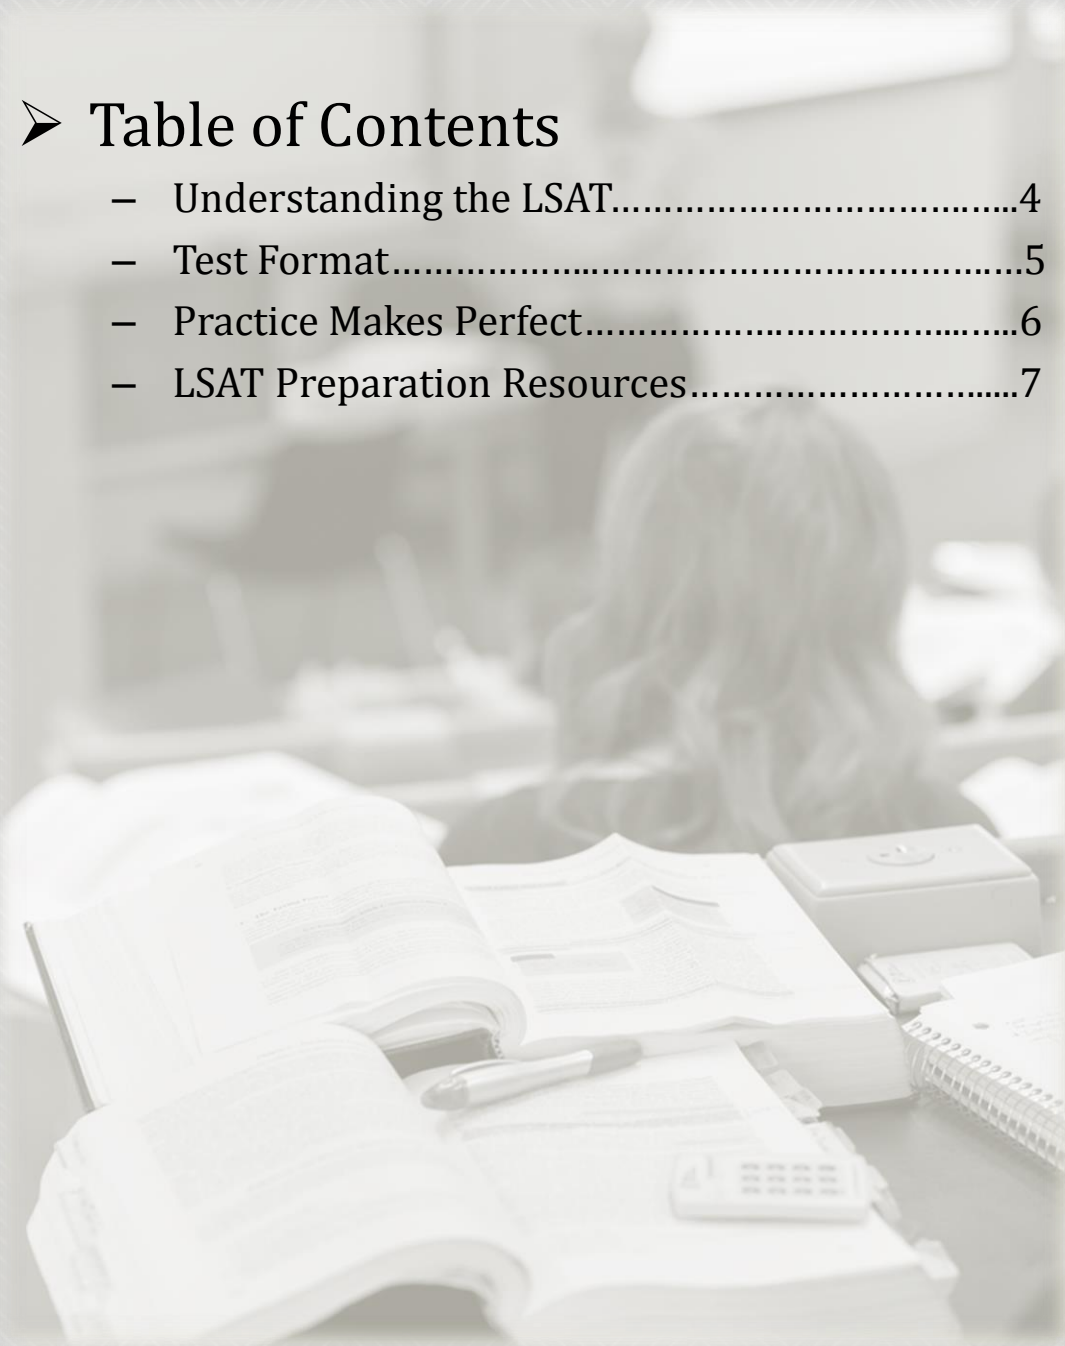 ➢ Table of Contents
– Understanding the LSAT……………………………….…..4
– Test Format………………..……………………………….…5
– Practice Makes Perfect……………….……………...…..6
– LSAT Preparation Resources……………………….....7